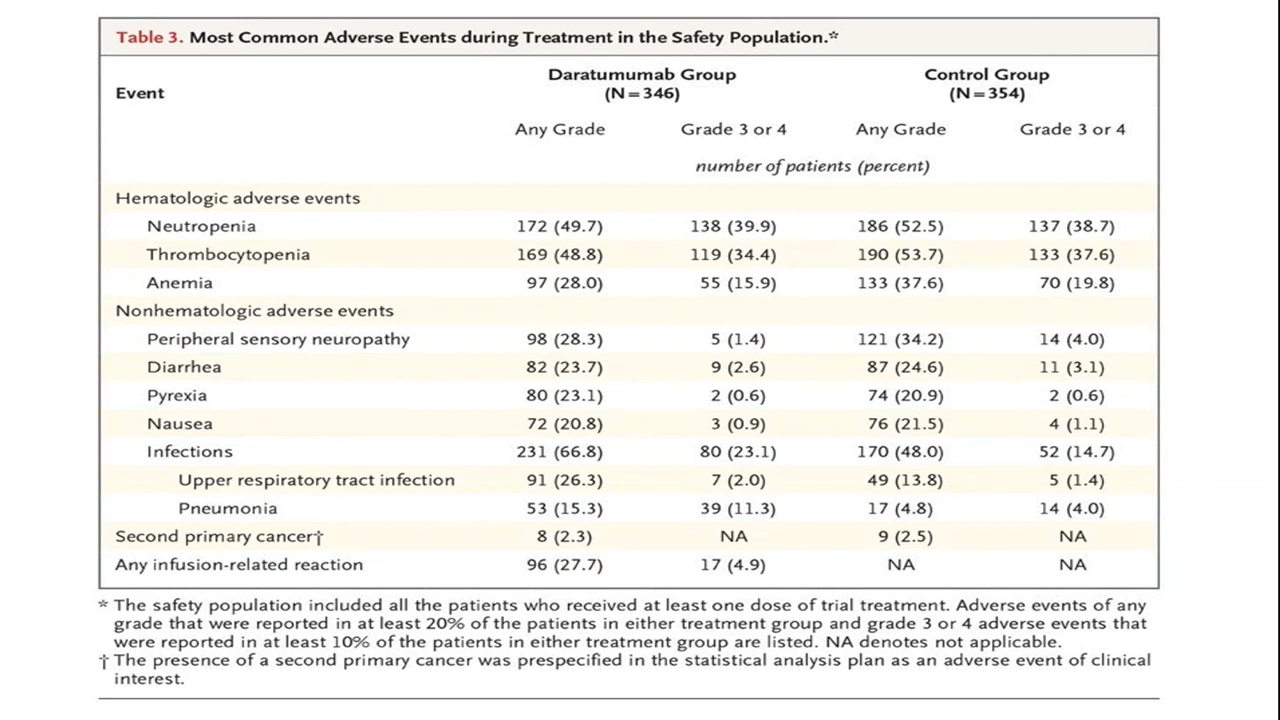 Table 3. Most Common Adverse Events during Treatment in the Safety Population.*
Event Daratumumab Group (N=346) Control Group (N=354)
Any Grade Grade 3 or 4 Any Grade Grade 3 or 4
number of patients (percent)
Hematologic adverse events
Neutropenia 172 (49.7) 138 (39.9) 186 (52.5) 137 (38.7)
Thrombocytopenia 169 (48.8) 119 (34.4) 190 (53.7) 133 (37.6)
Anemia 97 (28.0) 55 (15.9) 133 (37.6) 70 (19.8)
Nonhematologic adverse events
Peripheral sensory neuropathy 98 (28.3) 5 (1.4) 121 (34.2) 14 (4.0)
Diarrhea 82 (23.7) 9 (2.6) 87 (24.6) 11 (3.1)
Pyrexia 80 (23.1) 2 (0.6) 74 (20.9) 2 (0.6)
Nausea 72 (20.8) 3 (0.9) 76 (21.5) 4 (1.1)
Infections 231 (66.8) 80 (23.1) 170 (48.0) 52 (14.7)
Upper respiratory tract infection 91 (26.3) 7 (2.0) 49 (13.8) 5 (1.4)
Pneumonia 53 (15.3) 39 (11.3) 17 (4.8) 14 (4.0)
Second primary cancer† 8 (2.3) NA 9 (2.5) NA
Any infusion-related reaction 96 (27.7) 17 (4.9) NA NA
* The safety population included all the patients who received at least one dose of trial treatment. Adverse events of any
grade that were reported in at least 20% of the patients in either treatment group and grade 3 or 4 adverse events that
were reported in at least 10% of the patients in either treatment group are listed. NA denotes not applicable.
† The presence of a second primary cancer was prespecified in the statistical analysis plan as an adverse event of clinical
interest.